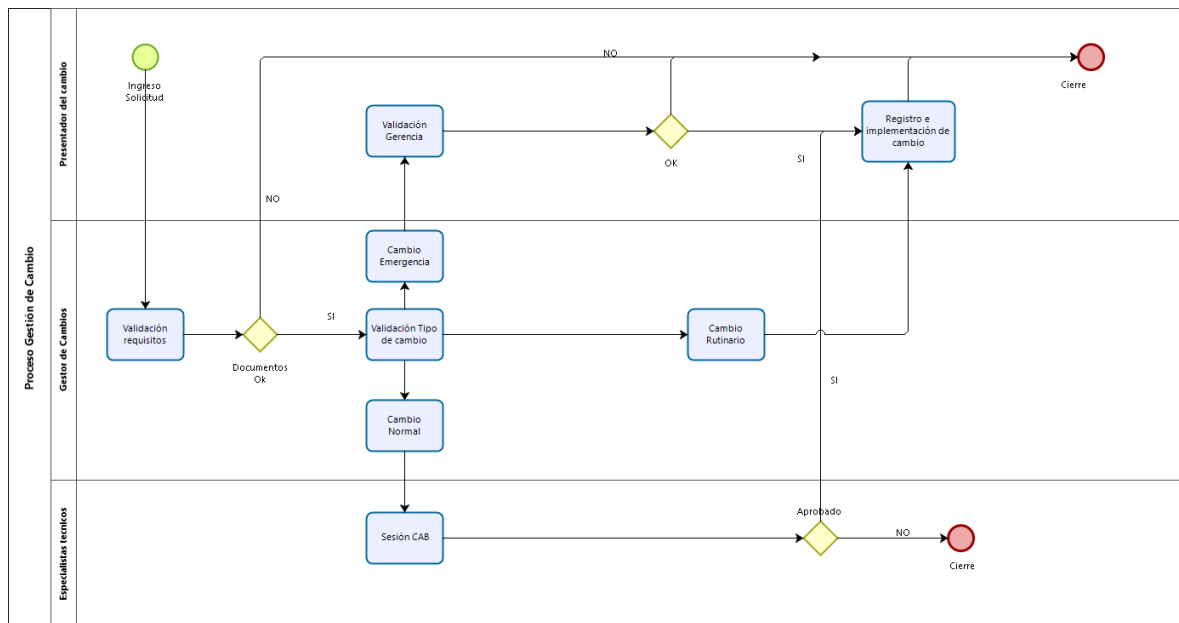 Proceso Gestión de Cambio
Presentador del cambio
Ingreso
Solicitud
NO
Cierre
Validación
Gerencia
OK
SI
Registro e
implementación de
cambio
NO
Gestor de Cambios
Cambio
Emergencia
Validación
requisitos
Documentos
Ok
SI
Validación Tipo
de cambio
Cambio
Rutinario
SI
Cambio
Normal
Especialistas tecnicos
Sesión CAB
Aprobado
NO
Cierre